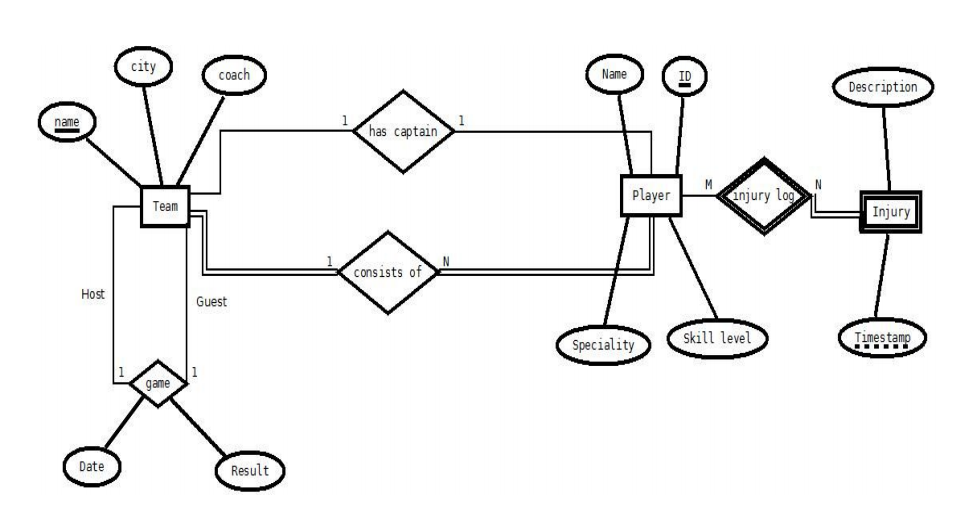 city
coach
Name
ID
Description
name
1
has captain
1
Team
Player
M
injury log
N
Injury
1
consists of
N
Host
Guest
Speciality
Skill level
Timestamp
1
game
1
Date
Result